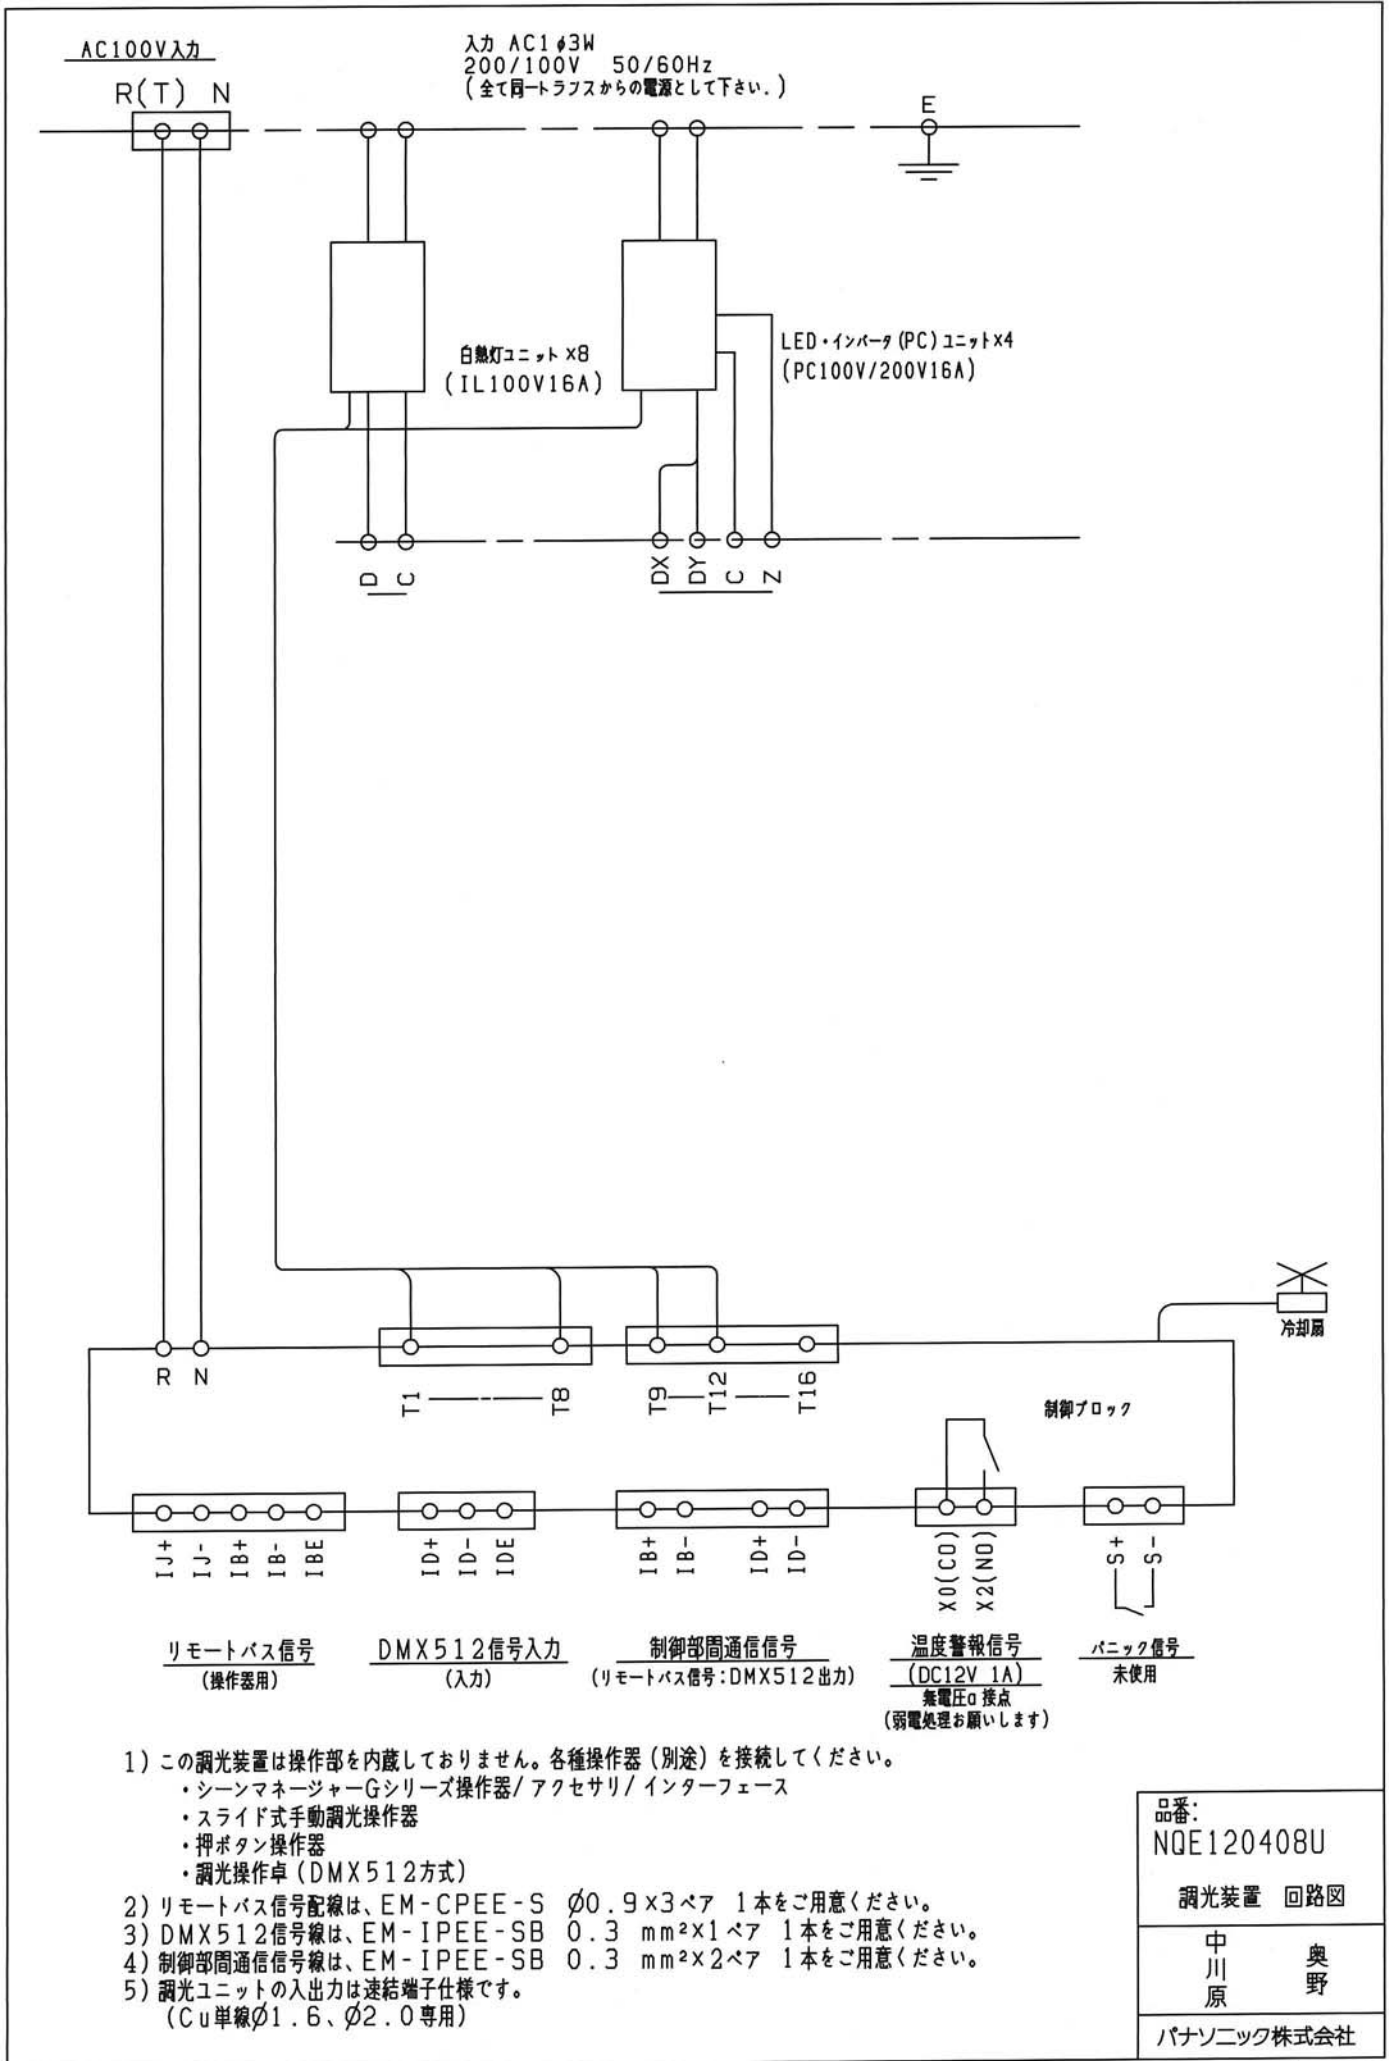 AC100V入力
R(T) N
入力 AC1φ3W
200/100V 50/60Hz
(全て同一トランスからの電源として下さい.)
E
白熱灯ユニット×8
(IL100V16A)
LED・インバータ(PC)ユニット×4
(PC100V/200V16A)
D C
DX DY C Z
冷却扇
R N
T1 T8
T9 T12 T16
制御ブロック
IJ+ IJ- IB+ IB- IBE
ID+ ID- IDE
IB+ IB- ID+ ID-
X0(CO) X2(NO)
S+ S-
リモートバス信号
(操作器用)
DMX512信号入力
(入力)
制御部間通信信号
(リモートバス信号:DMX512出力)
温度警報信号
(DC12V 1A)
無電圧a接点
(弱電処理お願いします)
パニック信号
未使用
1) この調光装置は操作部を内蔵しておりません。各種操作器(別途)を接続してください。
・シーンマネージャーGシリーズ操作器/アクセサリ/インターフェース
・スライド式手動調光操作器
・押ボタン操作器
・調光操作卓(DMX512方式)
2) リモートバス信号配線は、EM-CPEE-S Ø0.9×3ペア 1本をご用意ください。
3) DMX512信号線は、EM-IPEE-SB 0.3 mm²×1ペア 1本をご用意ください。
4) 制御部間通信信号線は、EM-IPEE-SB 0.3 mm²×2ペア 1本をご用意ください。
5) 調光ユニットの入出力は速結端子仕様です。
(Cu単線Ø1.6、Ø2.0専用)
品番:
NQE120408U
調光装置 回路図
中川原 奥野
パナソニック株式会社